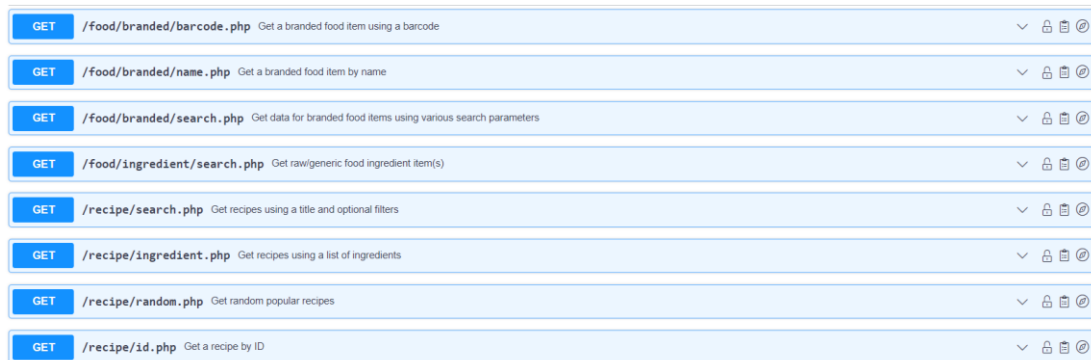 GET /food/branded/barcode.php Get a branded food item using a barcode
GET /food/branded/name.php Get a branded food item by name
GET /food/branded/search.php Get data for branded food items using various search parameters
GET /food/ingredient/search.php Get raw/generic food ingredient item(s)
GET /recipe/search.php Get recipes using a title and optional filters
GET /recipe/ingredient.php Get recipes using a list of ingredients
GET /recipe/random.php Get random popular recipes
GET /recipe/id.php Get a recipe by ID